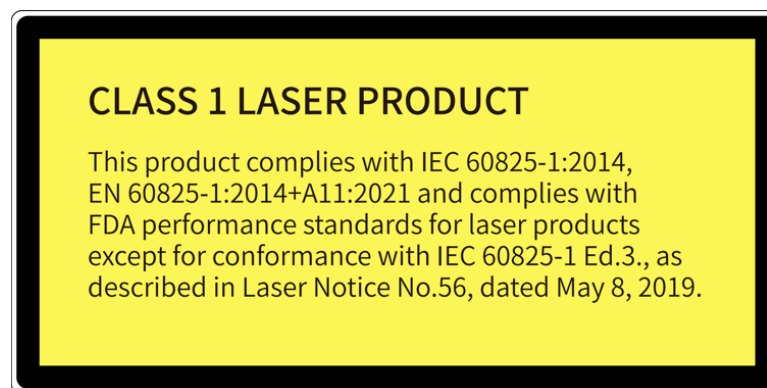 CLASS 1 LASER PRODUCT
This product complies with IEC 60825-1:2014,
EN 60825-1:2014+A11:2021 and complies with
FDA performance standards for laser products
except for conformance with IEC 60825-1 Ed.3., as
described in Laser Notice No.56, dated May 8, 2019.